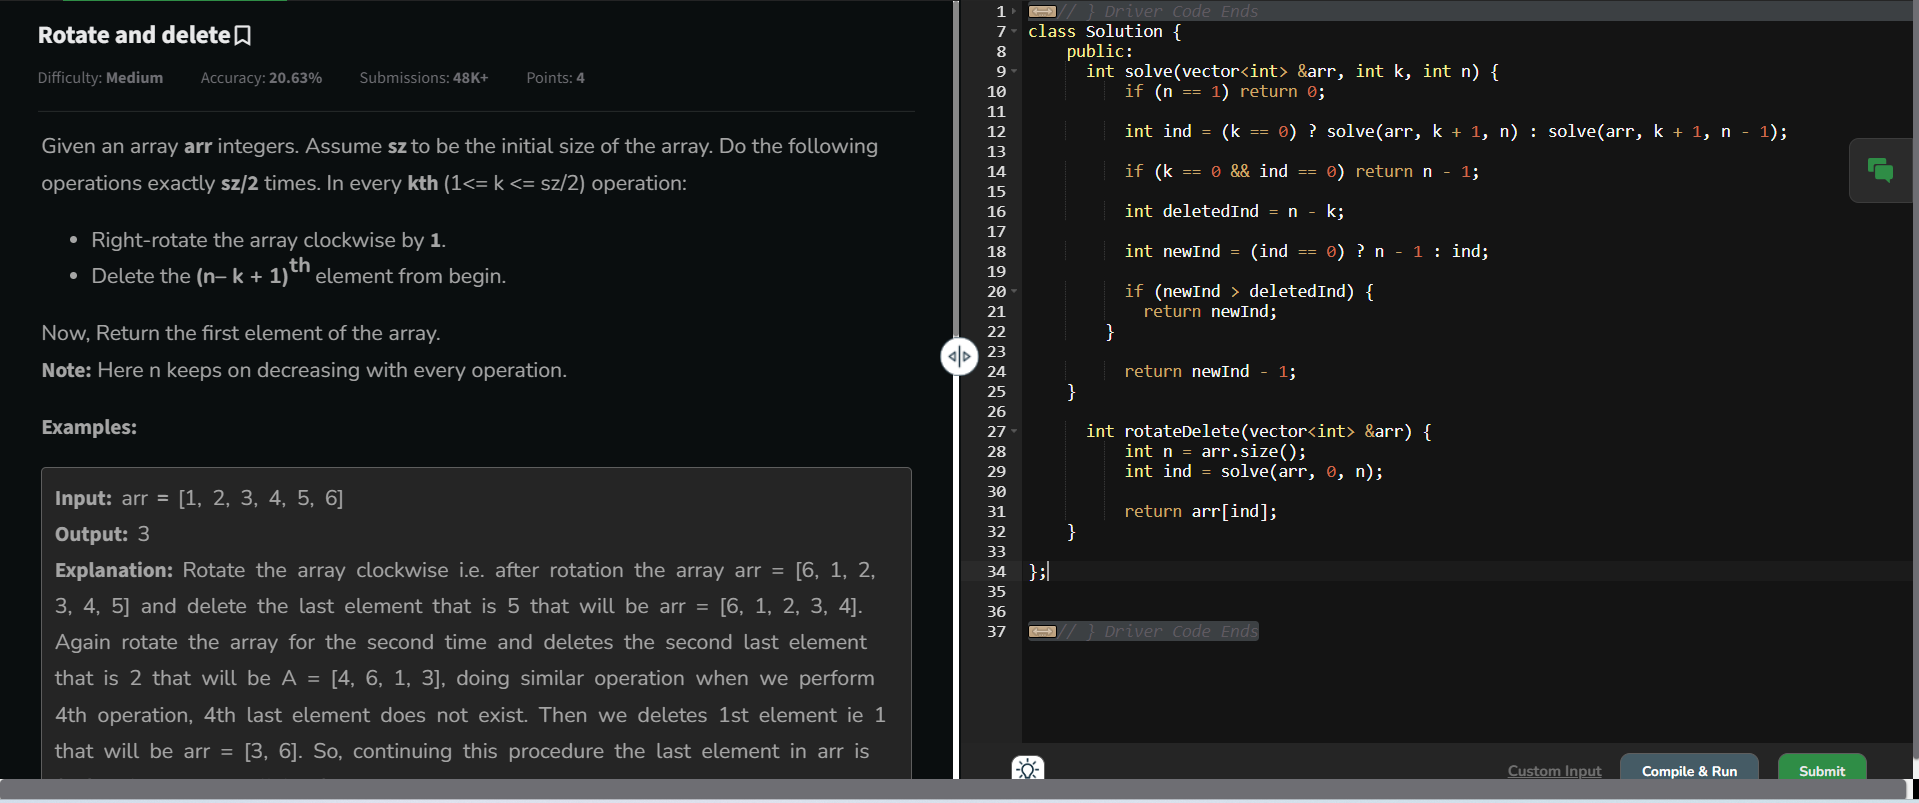 Rotate and delete
Difficulty: Medium Accuracy: 20.63% Submissions: 48K+ Points: 4
Given an array arr integers. Assume sz to be the initial size of the array. Do the following
operations exactly sz/2 times. In every kth (1<= k <= sz/2) operation:
• Right-rotate the array clockwise by 1.
• Delete the (n– k + 1)th element from begin.
Now, Return the first element of the array.
Note: Here n keeps on decreasing with every operation.
Examples:
Input: arr = [1, 2, 3, 4, 5, 6]
Output: 3
Explanation: Rotate the array clockwise i.e. after rotation the array arr = [6, 1, 2,
3, 4, 5] and delete the last element that is 5 that will be arr = [6, 1, 2, 3, 4].
Again rotate the array for the second time and deletes the second last element
that is 2 that will be A = [4, 6, 1, 3], doing similar operation when we perform
4th operation, 4th last element does not exist. Then we deletes 1st element ie 1
that will be arr = [3, 6]. So, continuing this procedure the last element in arr is
1 // } Driver Code Ends
7 class Solution {
8 public:
9 int solve(vector<int> &arr, int k, int n) {
10 if (n == 1) return 0;
11
12 int ind = (k == 0) ? solve(arr, k + 1, n) : solve(arr, k + 1, n - 1);
13
14 if (k == 0 && ind == 0) return n - 1;
15
16 int deletedInd = n - k;
17
18 int newInd = (ind == 0) ? n - 1 : ind;
19
20 if (newInd > deletedInd) {
21 return newInd;
22 }
23
24 return newInd - 1;
25 }
26
27 int rotateDelete(vector<int> &arr) {
28 int n = arr.size();
29 int ind = solve(arr, 0, n);
30
31 return arr[ind];
32 }
33
34 };
35
36
37 // } Driver Code Ends
Custom Input Compile & Run Submit